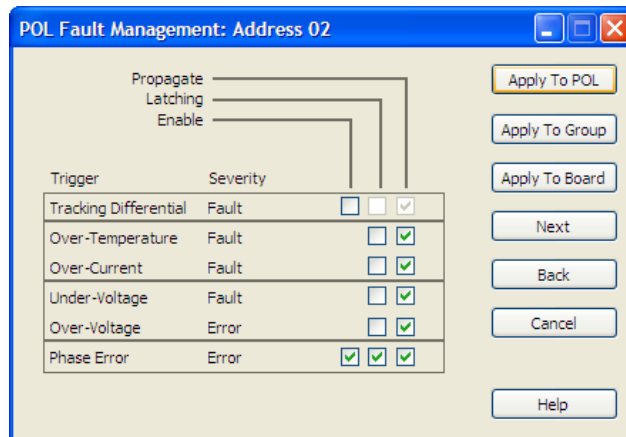 POL Fault Management: Address 02
Propagate
Latching
Enable
Trigger Severity
Tracking Differential Fault
Over-Temperature Fault
Over-Current Fault
Under-Voltage Fault
Over-Voltage Error
Phase Error Error
Apply To POL
Apply To Group
Apply To Board
Next
Back
Cancel
Help